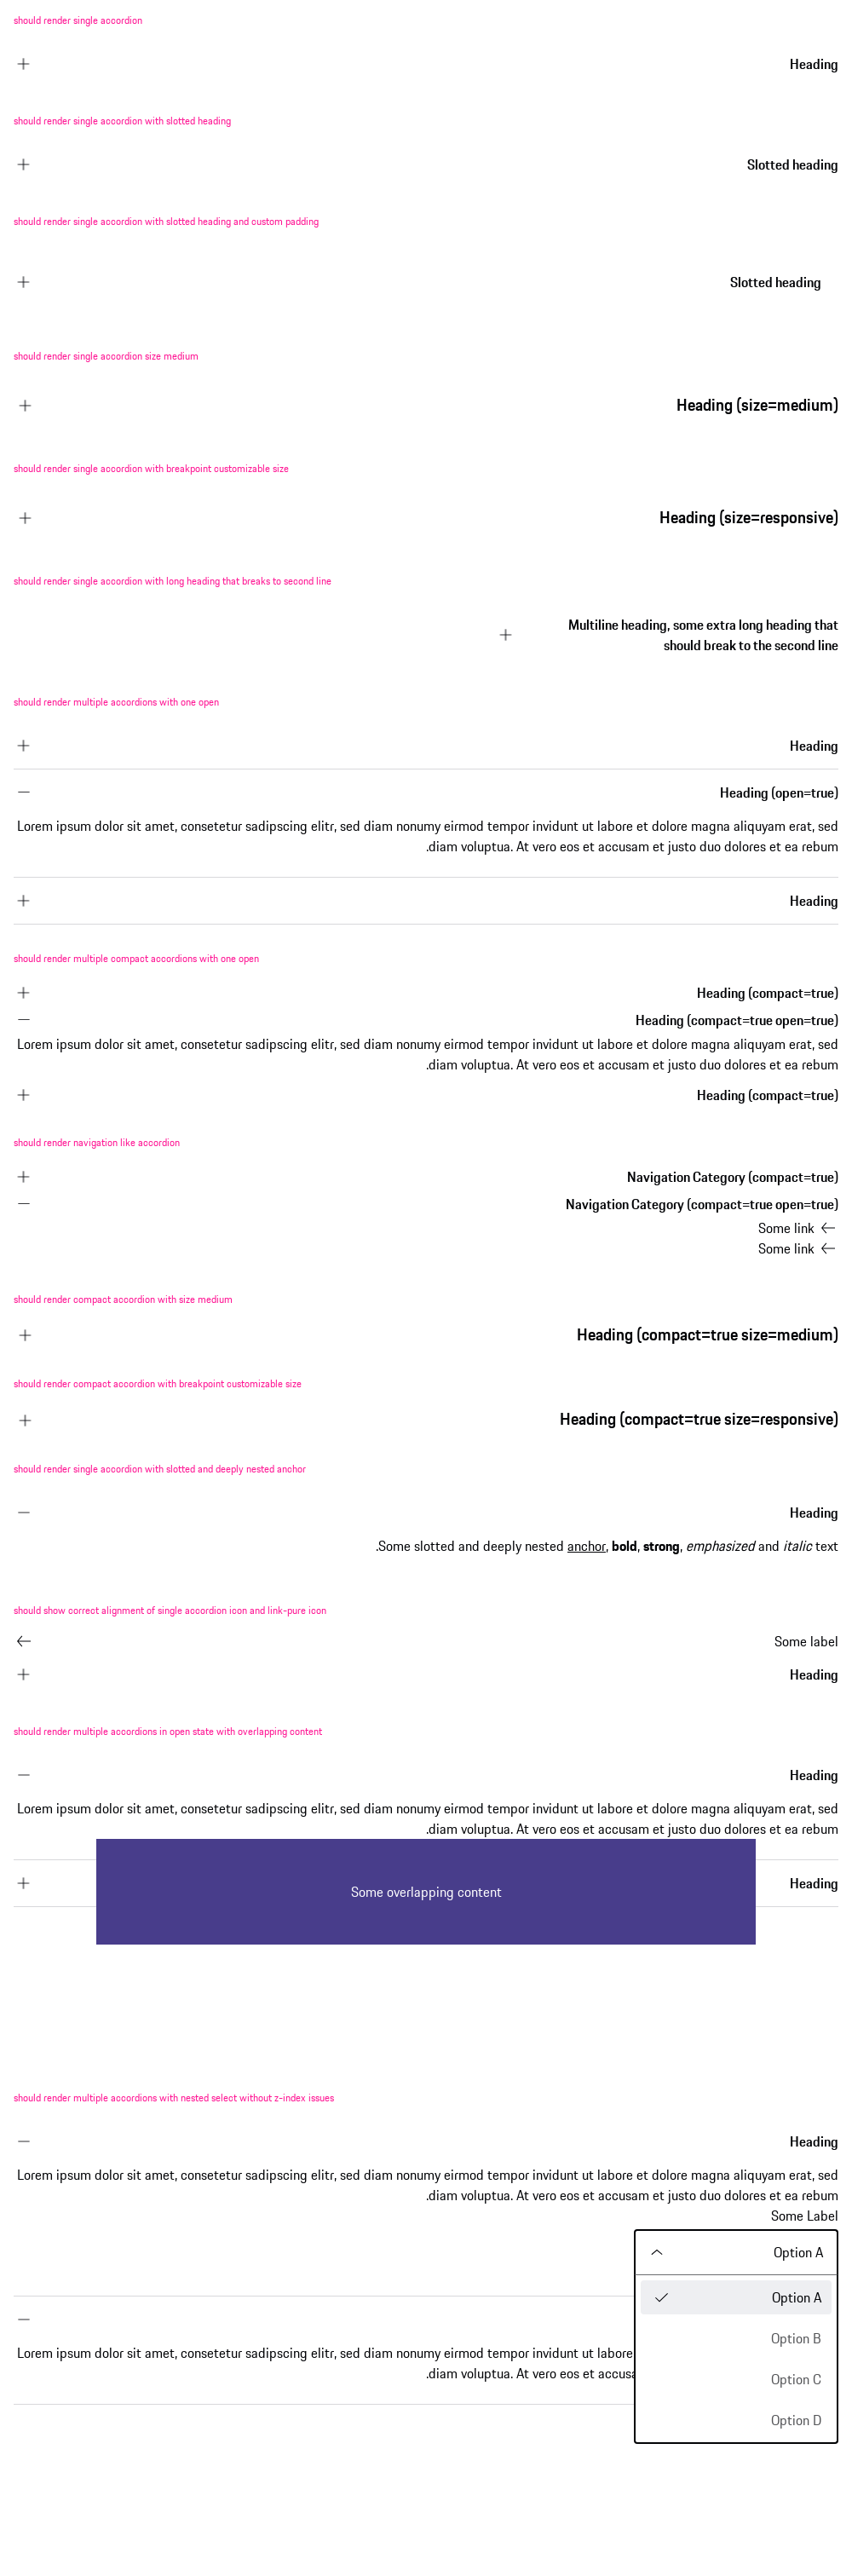 should render single accordion
Heading
should render single accordion with slotted heading
Slotted heading
should render single accordion with slotted heading and custom padding
Slotted heading
should render single accordion size medium
Heading (size=medium)
should render single accordion with breakpoint customizable size
Heading (size=responsive)
should render single accordion with long heading that breaks to second line
Multiline heading, some extra long heading that
should break to the second line
should render multiple accordions with one open
Heading
Heading (open=true)
Lorem ipsum dolor sit amet, consetetur sadipscing elitr, sed diam nonumy eirmod tempor invidunt ut labore et dolore magna aliquyam erat, sed
.diam voluptua. At vero eos et accusam et justo duo dolores et ea rebum
Heading
should render multiple compact accordions with one open
Heading (compact=true)
Heading (compact=true open=true)
Lorem ipsum dolor sit amet, consetetur sadipscing elitr, sed diam nonumy eirmod tempor invidunt ut labore et dolore magna aliquyam erat, sed
.diam voluptua. At vero eos et accusam et justo duo dolores et ea rebum
Heading (compact=true)
should render navigation like accordion
Navigation Category (compact=true)
Navigation Category (compact=true open=true)
Some link
Some link
should render compact accordion with size medium
Heading (compact=true size=medium)
should render compact accordion with breakpoint customizable size
Heading (compact=true size=responsive)
should render single accordion with slotted and deeply nested anchor
Heading
.Some slotted and deeply nested anchor, bold, strong, emphasized and italic text
should show correct alignment of single accordion icon and link-pure icon
Some label
Heading
should render multiple accordions in open state with overlapping content
Heading
Lorem ipsum dolor sit amet, consetetur sadipscing elitr, sed diam nonumy eirmod tempor invidunt ut labore et dolore magna aliquyam erat, sed
.diam voluptua. At vero eos et accusam et justo duo dolores et ea rebum
Heading
Some overlapping content
should render multiple accordions with nested select without z-index issues
Heading
Lorem ipsum dolor sit amet, consetetur sadipscing elitr, sed diam nonumy eirmod tempor invidunt ut labore et dolore magna aliquyam erat, sed
.diam voluptua. At vero eos et accusam et justo duo dolores et ea rebum
Some Label
Option A
Option A
Option B
Lorem ipsum dolor sit amet, consetetur sadipscing elitr, sed diam nonumy eirmod tempor invidunt ut labore
.diam voluptua. At vero eos et
Option C
Option D